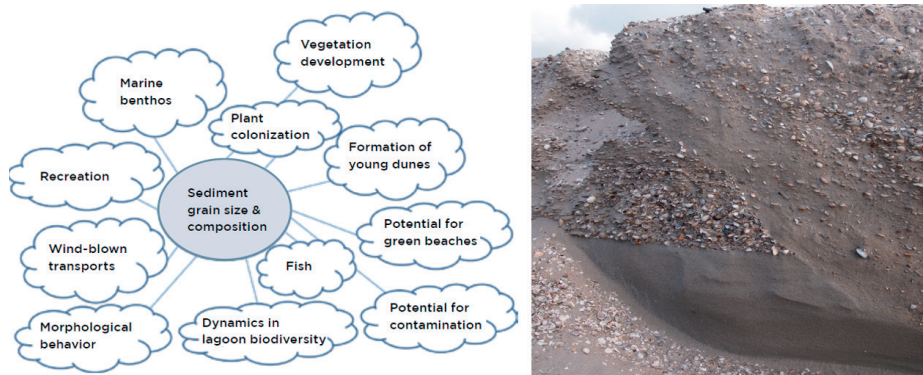 Vegetation
development
Marine
benthos
Plant
colonization
Formation of
young dunes
Recreation
Sediment
grain size &
composition
Potential for
green beaches
Wind-blown
transports
Fish
Potential for
contamination
Morphological
behavior
Dynamics in
lagoon biodiversity